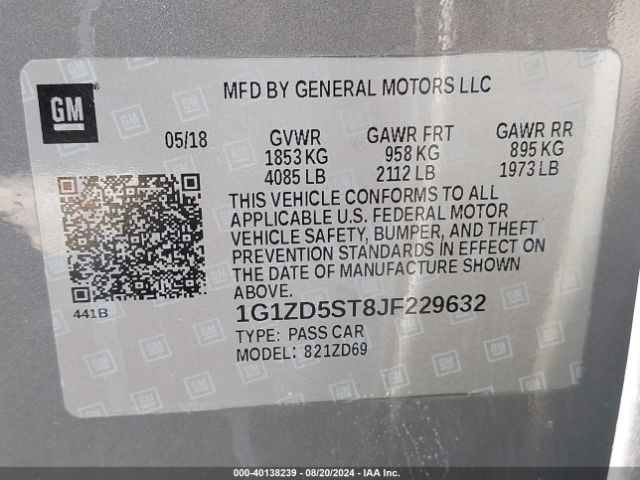 GM
MFD BY GENERAL MOTORS LLC
05/18 GVWR GAWR FRT GAWR RR
1853 KG 958 KG 895 KG
4085 LB 2112 LB 1973 LB
THIS VEHICLE CONFORMS TO ALL
APPLICABLE U.S. FEDERAL MOTOR
VEHICLE SAFETY, BUMPER, AND THEFT
PREVENTION STANDARDS IN EFFECT ON
THE DATE OF MANUFACTURE SHOWN
ABOVE.
441B
1G1ZD5ST8JF229632
TYPE: PASS CAR
MODEL: 821ZD69
000-40138239 - 08/20/2024 - IAA Inc.